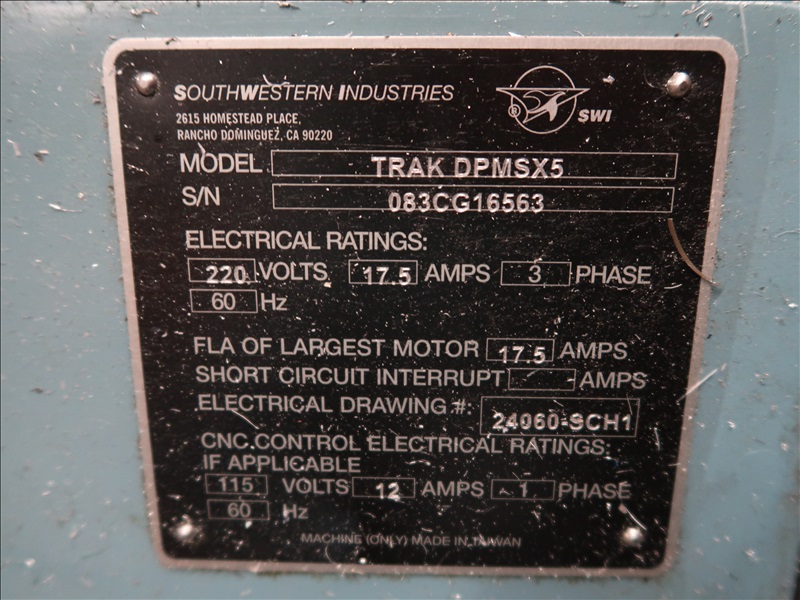 SOUTHWESTERN INDUSTRIES
2615 HOMESTEAD PLACE,
RANCHO DOMINGUEZ, CA 90220
® SWI
MODEL TRAK DPMSX5
S/N 083CG16563
ELECTRICAL RATINGS:
220 VOLTS 17.5 AMPS 3 PHASE
60 Hz
FLA OF LARGEST MOTOR 17.5 AMPS
SHORT CIRCUIT INTERRUPT AMPS
ELECTRICAL DRAWING #: 24060-SCH1
CNC CONTROL ELECTRICAL RATINGS:
IF APPLICABLE
115 VOLTS 12 AMPS 1 PHASE
60 Hz
MACHINE (ONLY) MADE IN TAIWAN